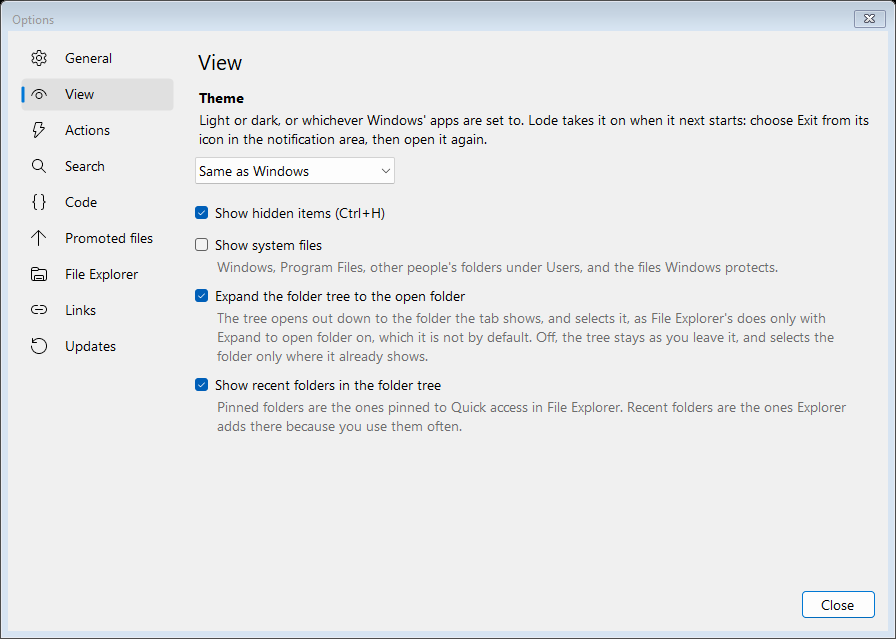 Options
General
View
Actions
Search
Code
Promoted files
File Explorer
Links
Updates
View
Theme
Light or dark, or whichever Windows' apps are set to. Lode takes it on when it next starts: choose Exit from its
icon in the notification area, then open it again.
Same as Windows
Show hidden items (Ctrl+H)
Show system files
Windows, Program Files, other people's folders under Users, and the files Windows protects.
Expand the folder tree to the open folder
The tree opens out down to the folder the tab shows, and selects it, as File Explorer's does only with
Expand to open folder on, which it is not by default. Off, the tree stays as you leave it, and selects the
folder only where it already shows.
Show recent folders in the folder tree
Pinned folders are the ones pinned to Quick access in File Explorer. Recent folders are the ones Explorer
adds there because you use them often.
Close